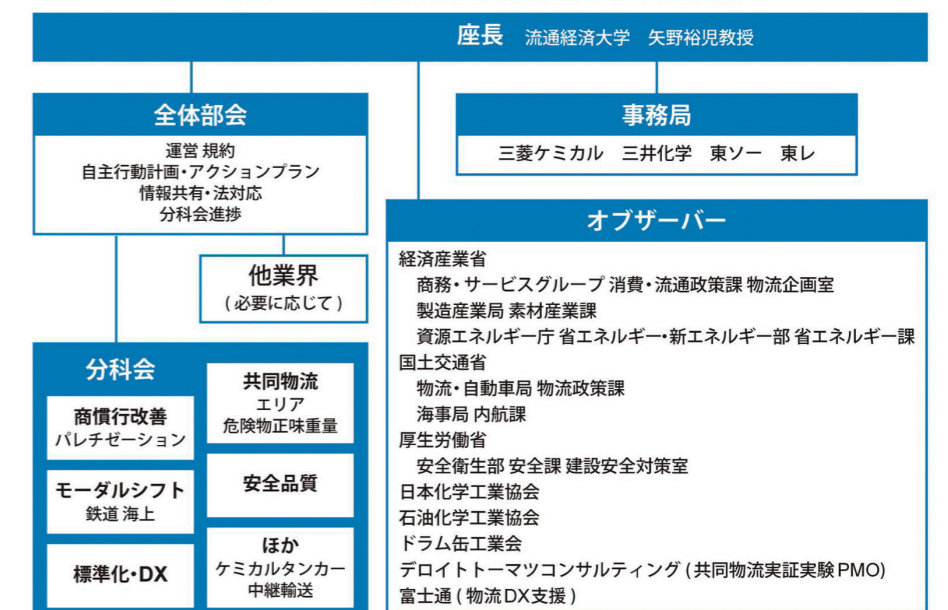 座長 流通経済大学 矢野裕児教授
全体部会
運営 規約
自主行動計画・アクションプラン
情報共有・法対応
分科会進捗
事務局
三菱ケミカル 三井化学 東ソー 東レ
他業界
(必要に応じて)
分科会
商慣行改善
パレチゼーション
モーダルシフト
鉄道 海上
標準化・DX
共同物流
エリア
危険物正味重量
安全品質
ほか
ケミカルタンカー
中継輸送
オブザーバー
経済産業省
商務・サービスグループ 消費・流通政策課 物流企画室
製造産業局 素材産業課
資源エネルギー庁 省エネルギー・新エネルギー部 省エネルギー課
国土交通省
物流・自動車局 物流政策課
海事局 内航課
厚生労働省
安全衛生部 安全課 建設安全対策室
日本化学工業協会
石油化学工業協会
ドラム缶工業会
デロイトトーマツコンサルティング(共同物流実証実験PMO)
富士通(物流DX支援)